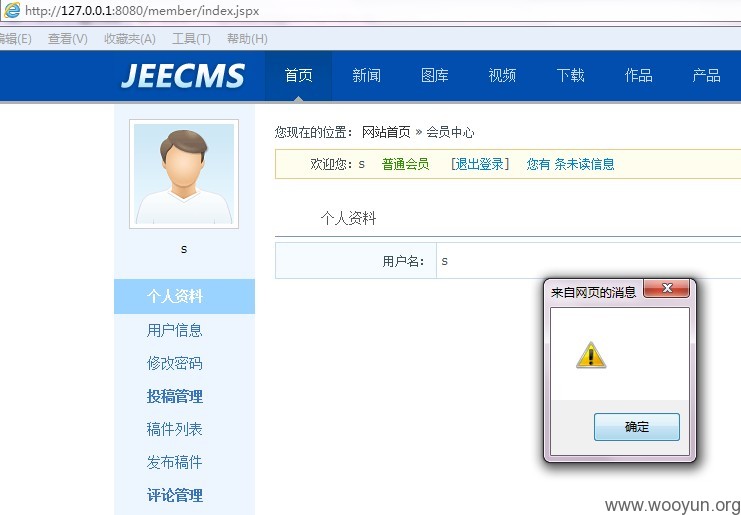 http://127.0.0.1:8080/member/index.jspx
编辑(E) 查看(V) 收藏夹(A) 工具(T) 帮助(H)
JEECMS 首页 新闻 图库 视频 下载 作品 产品
您现在的位置： 网站首页 » 会员中心
欢迎您：s 普通会员 [退出登录] 您有 条未读信息
s
个人资料
用户名： s
来自网页的消息
确定
个人资料
用户信息
修改密码
投稿管理
稿件列表
发布稿件
评论管理
www.wooyun.org